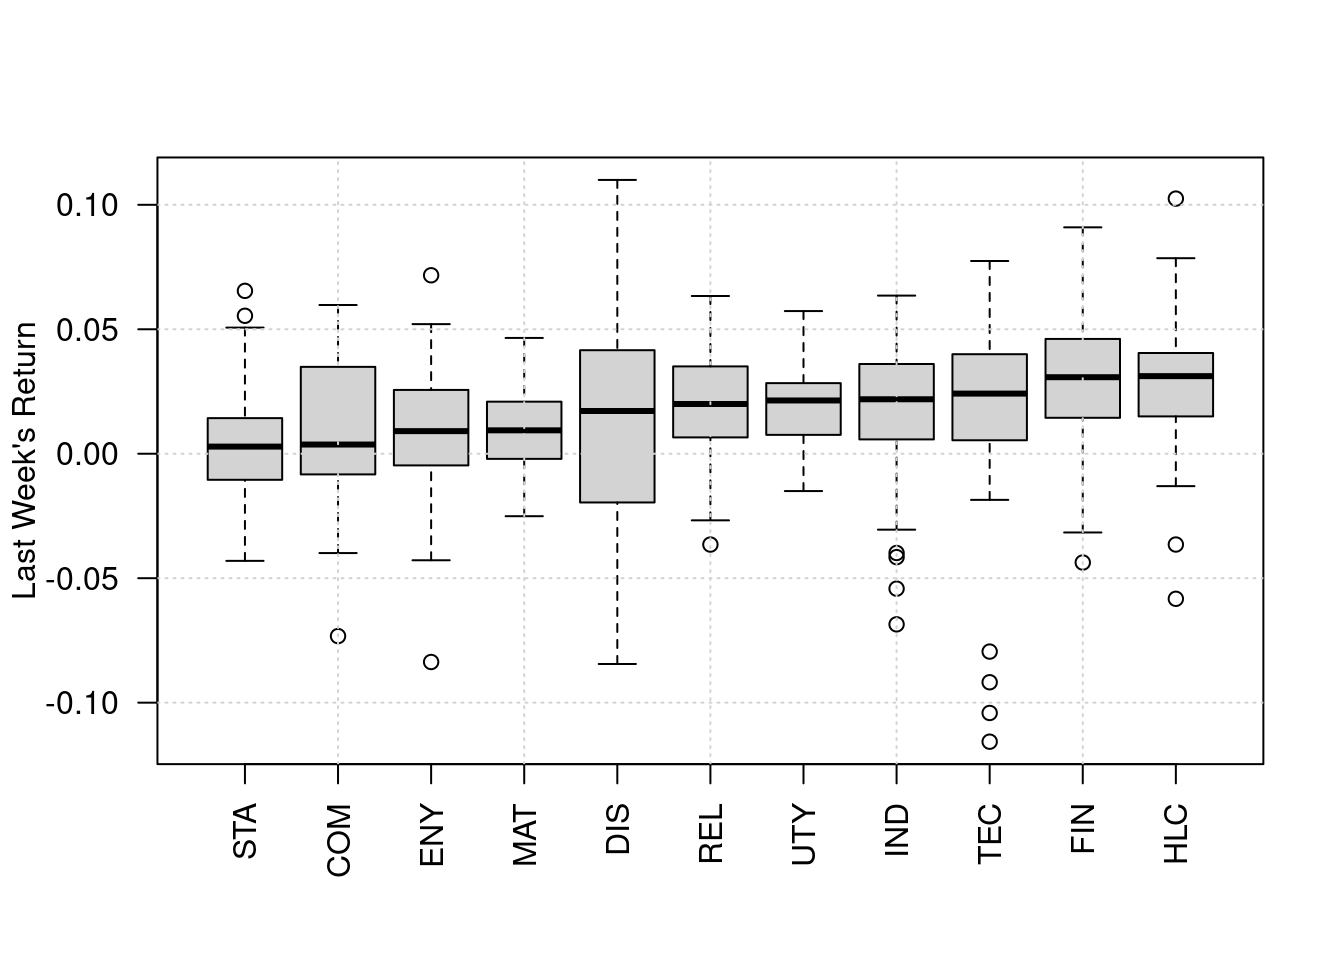 Last Week's Return
0.10
0.05
0.00
-0.05
-0.10
STA
COM
ENY
MAT
DIS
REL
UTY
IND
TEC
FIN
HLC